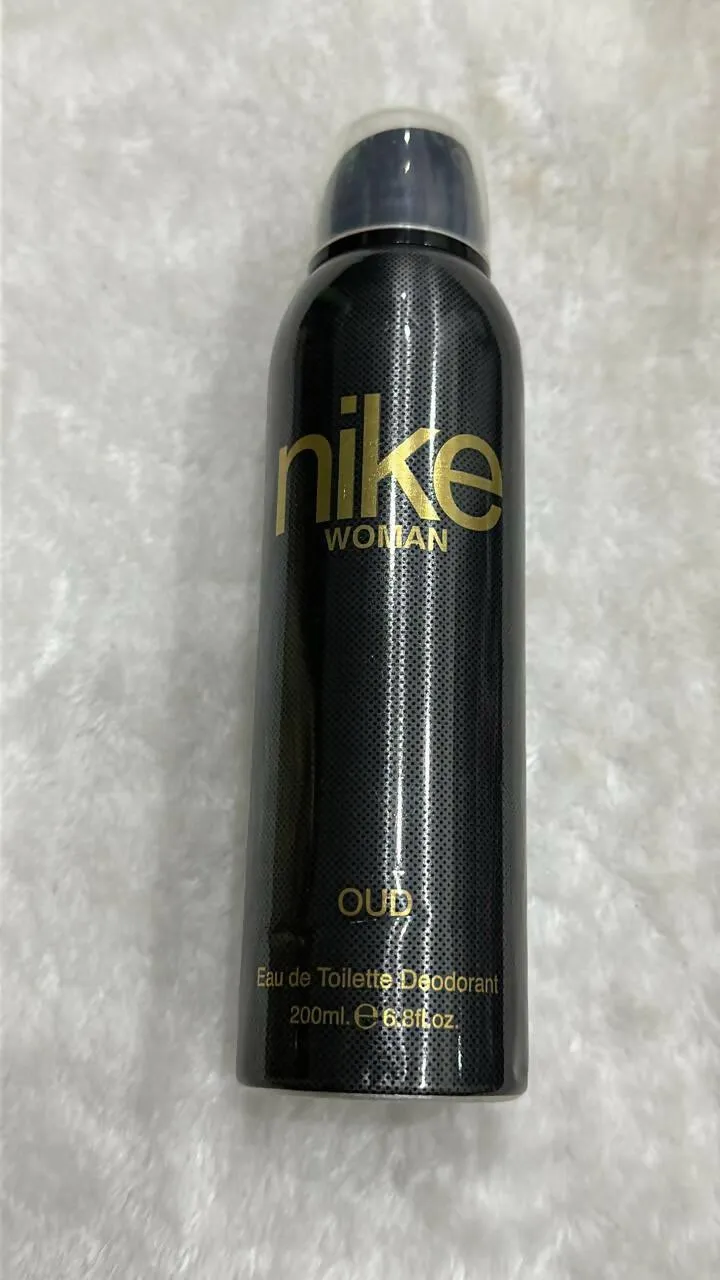 nike
WOMAN
OUD
Eau de Toilette Deodorant
200ml. ℮ 6.8fl.oz.